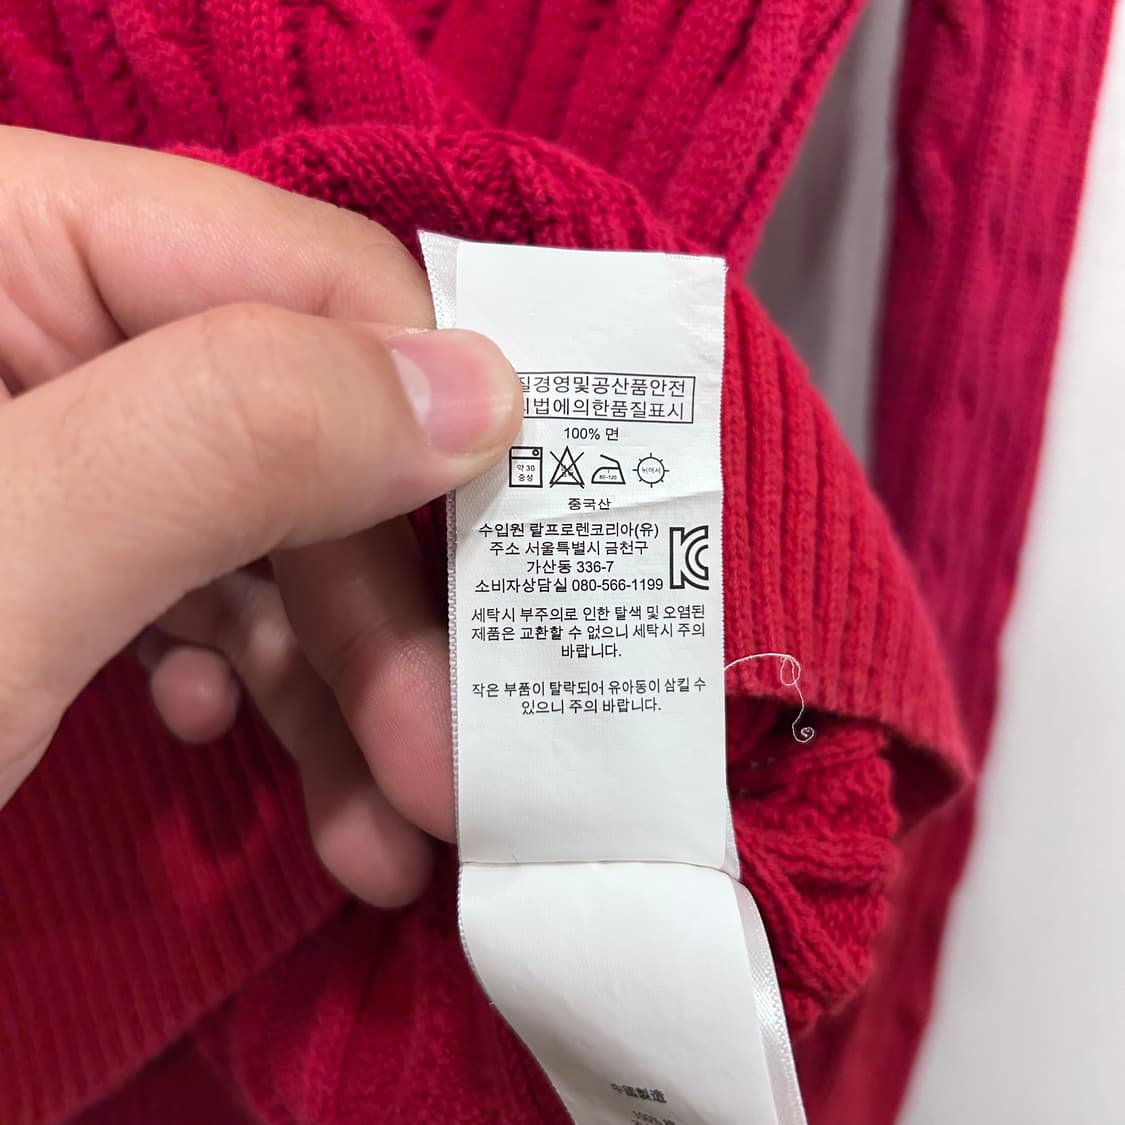 경영및공산품안전
법에의한품질표시
100% 면
약 30
중성
80-120
뉘어서
중국산
수입원 랄프로렌코리아(유)
주소 서울특별시 금천구
가산동 336-7
소비자상담실 080-566-1199
세탁시 부주의로 인한 탈색 및 오염된
제품은 교환할 수 없으니 세탁시 주의
바랍니다.
작은 부품이 탈락되어 유아동이 삼킬 수
있으니 주의 바랍니다.
中國製造
100%